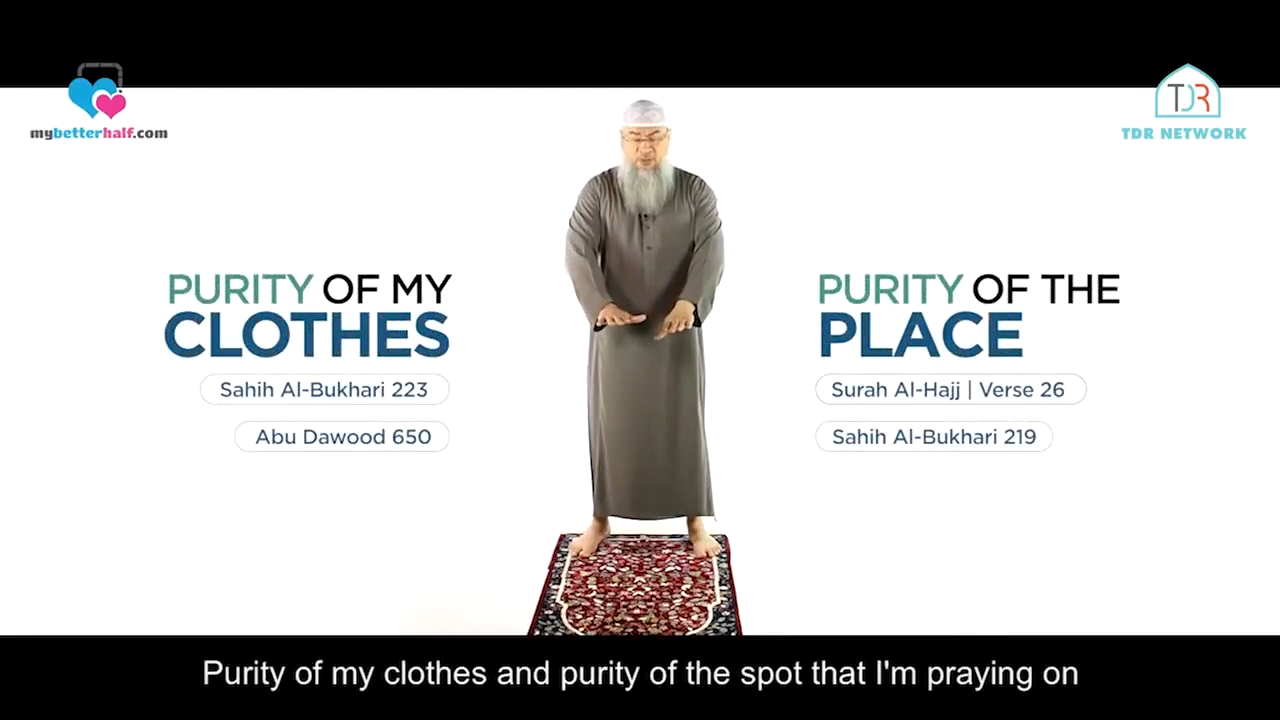 mybetterhalf.com
TDR
TDR NETWORK
PURITY OF MY
CLOTHES
Sahih Al-Bukhari 223
Abu Dawood 650
PURITY OF THE
PLACE
Surah Al-Hajj | Verse 26
Sahih Al-Bukhari 219
Purity of my clothes and purity of the spot that I'm praying on